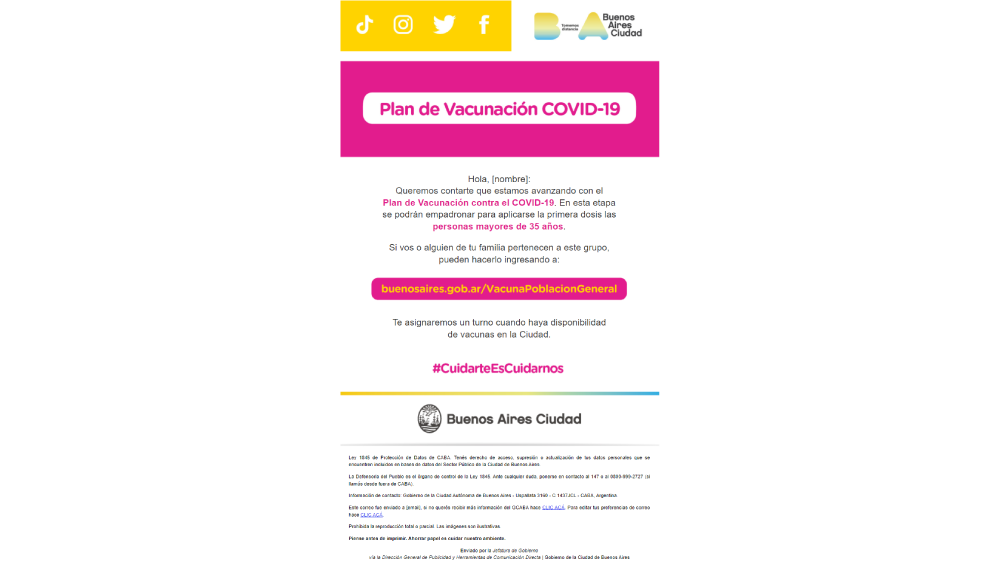 BA
Tomemos
distancia
Buenos
Aires
Ciudad
Plan de Vacunación COVID-19
Hola, [nombre]:
Queremos contarte que estamos avanzando con el
Plan de Vacunación contra el COVID-19. En esta etapa
se podrán empadronar para aplicarse la primera dosis las
personas mayores de 35 años.
Si vos o alguien de tu familia pertenecen a este grupo,
pueden hacerlo ingresando a:
buenosaires.gob.ar/VacunaPoblacionGeneral
Te asignaremos un turno cuando haya disponibilidad
de vacunas en la Ciudad.
#CuidarteEsCuidarnos
Buenos Aires Ciudad
Ley 1845 de Protección de Datos de CABA. Tenés derecho de acceso, supresión o actualización de tus datos personales que se
encuentren incluidos en bases de datos del Sector Público de la Ciudad de Buenos Aires
La Defensoría del Pueblo es el órgano de control de la Ley 1845. Ante cualquier duda, ponerse en contacto al 147 o al 0800-999-2727 (si
llamás desde fuera de CABA).
Información de contacto: Gobierno de la Ciudad Autónoma de Buenos Aires - Uspallata 3160 - C 1437JCL - CABA, Argentina
Este correo fue enviado a [email], si no querés recibir más información del GCABA hacé CLIC ACÁ. Para editar tus preferencias de correo
hacé CLIC ACÁ.
Prohibida la reproducción total o parcial. Las imágenes son ilustrativas
Piense antes de imprimir. Ahorrar papel es cuidar nuestro ambiente.
Enviado por la Jefatura de Gobierno
vía la Dirección General de Publicidad y Herramientas de Comunicación Directa | Gobierno de la Ciudad de Buenos Aires